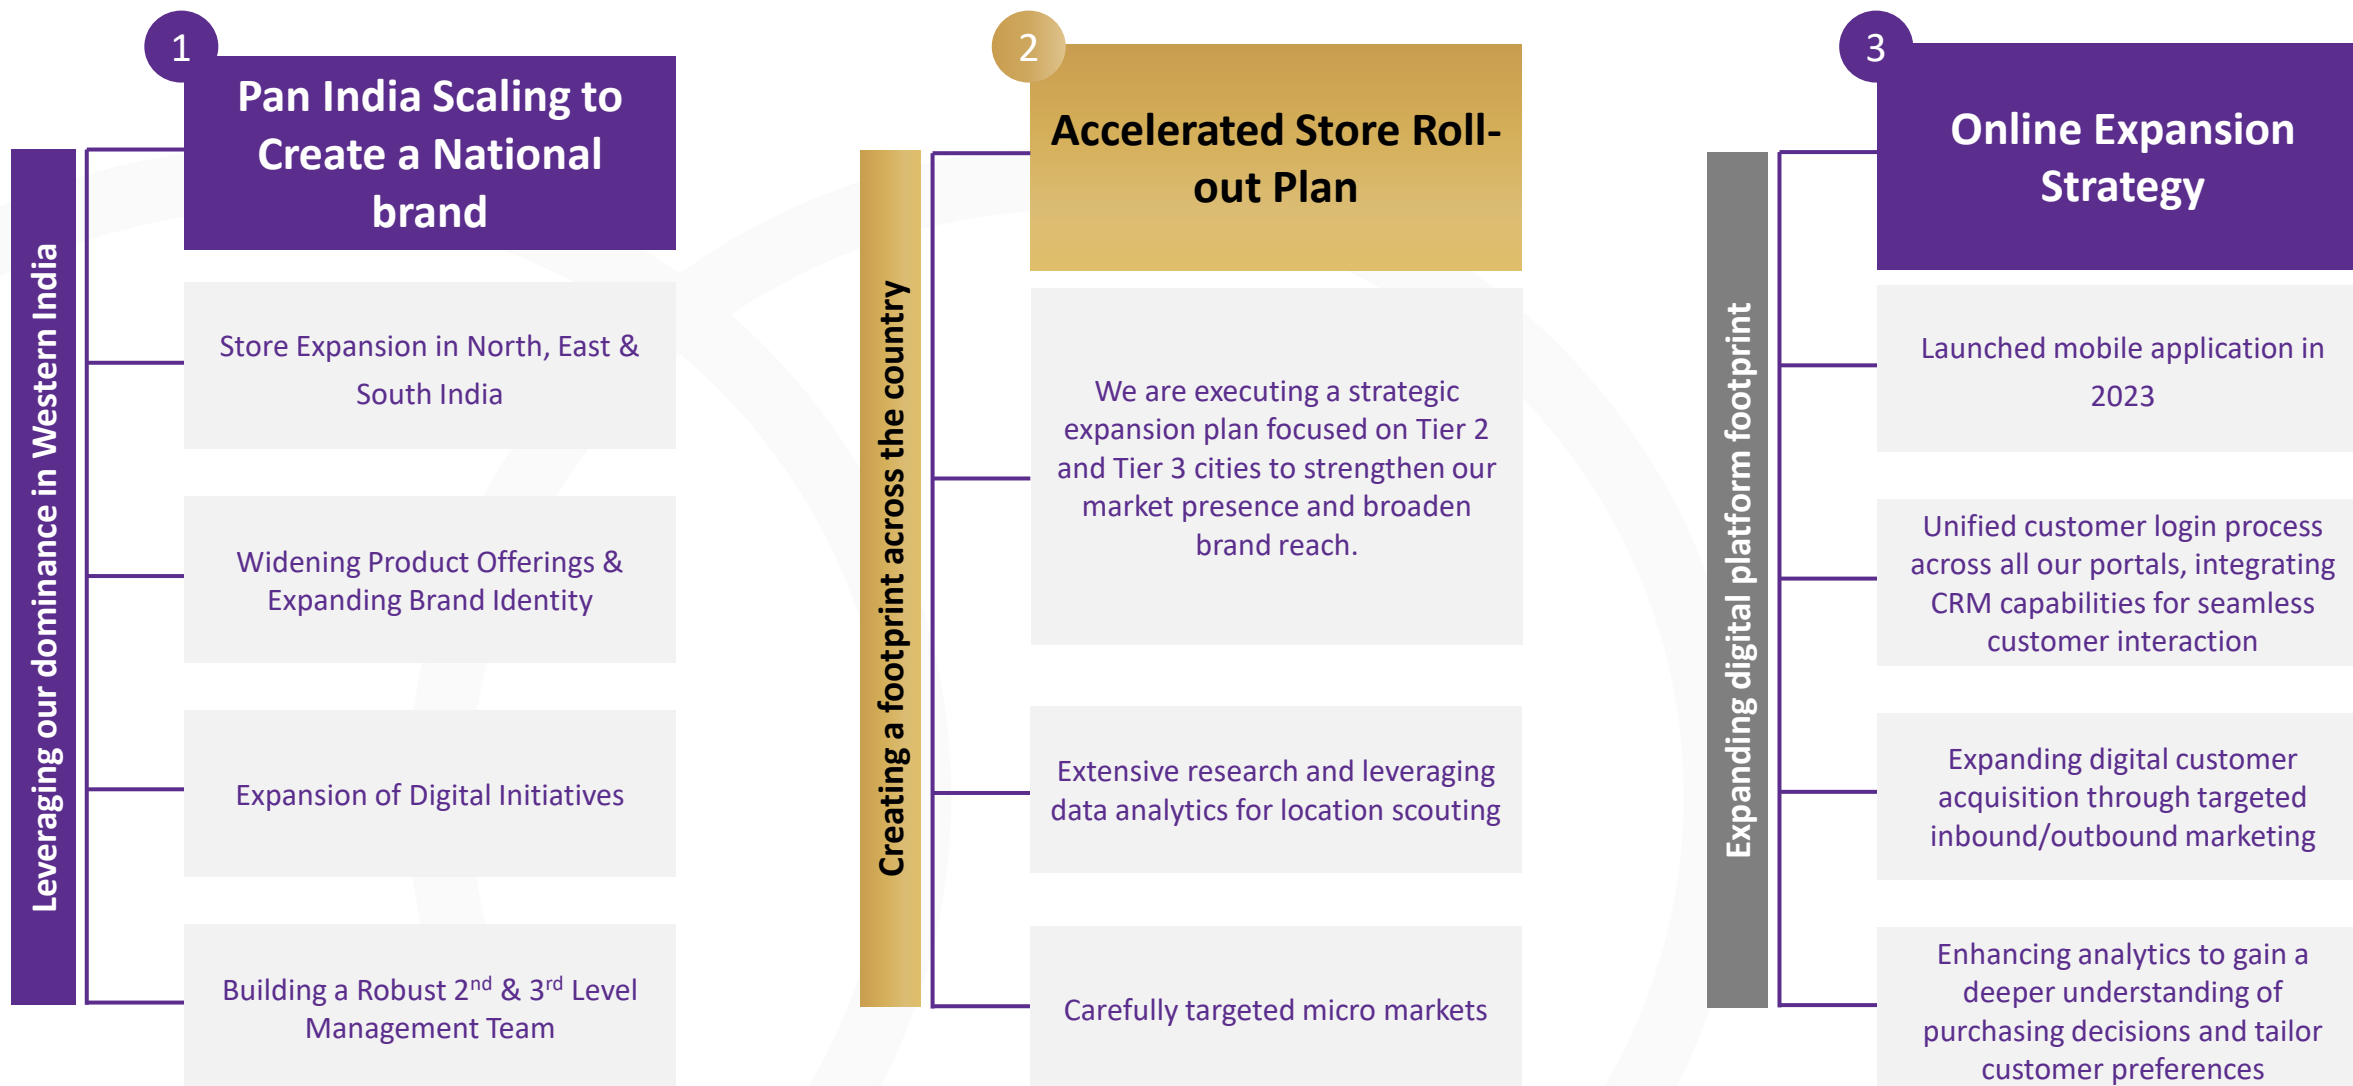 1
Pan India Scaling to
Create a National
brand
Leveraging our dominance in Western India
Store Expansion in North, East &
South India
Widening Product Offerings &
Expanding Brand Identity
Expansion of Digital Initiatives
Building a Robust 2nd & 3rd Level
Management Team
2
Accelerated Store Roll-
out Plan
Creating a footprint across the country
We are executing a strategic
expansion plan focused on Tier 2
and Tier 3 cities to strengthen our
market presence and broaden
brand reach.
Extensive research and leveraging
data analytics for location scouting
Carefully targeted micro markets
3
Online Expansion
Strategy
Expanding digital platform footprint
Launched mobile application in
2023
Unified customer login process
across all our portals, integrating
CRM capabilities for seamless
customer interaction
Expanding digital customer
acquisition through targeted
inbound/outbound marketing
Enhancing analytics to gain a
deeper understanding of
purchasing decisions and tailor
customer preferences